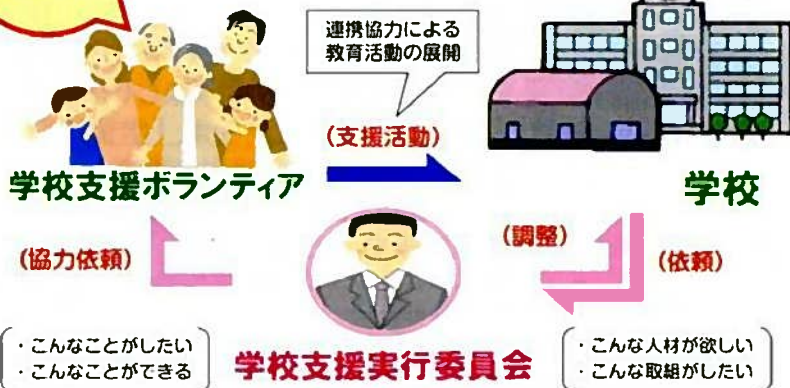 連携協力による
教育活動の展開
(支援活動)
学校支援ボランティア
学校
(協力依頼)
(調整)
(依頼)
・こんなことがしたい
・こんなことができる
学校支援実行委員会
・こんな人材が欲しい
・こんな取組がしたい